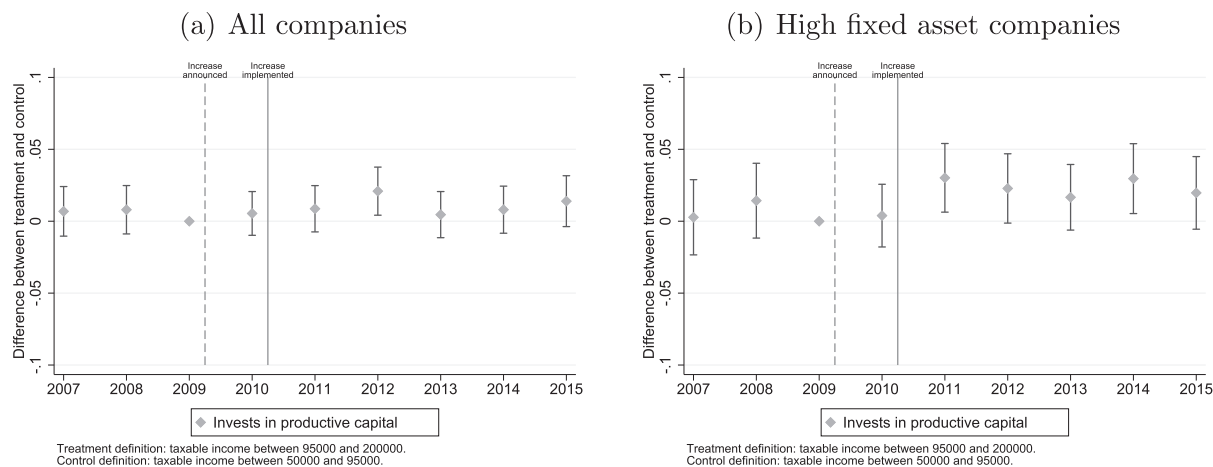 (a) All companies
Increase announced
Increase implemented
Difference between treatment and control
.1
.05
0
-.05
-.1
2007 2008 2009 2010 2011 2012 2013 2014 2015
Invests in productive capital
Treatment definition: taxable income between 95000 and 200000.
Control definition: taxable income between 50000 and 95000.
(b) High fixed asset companies
Increase announced
Increase implemented
Difference between treatment and control
.1
.05
0
-.05
-.1
2007 2008 2009 2010 2011 2012 2013 2014 2015
Invests in productive capital
Treatment definition: taxable income between 95000 and 200000.
Control definition: taxable income between 50000 and 95000.